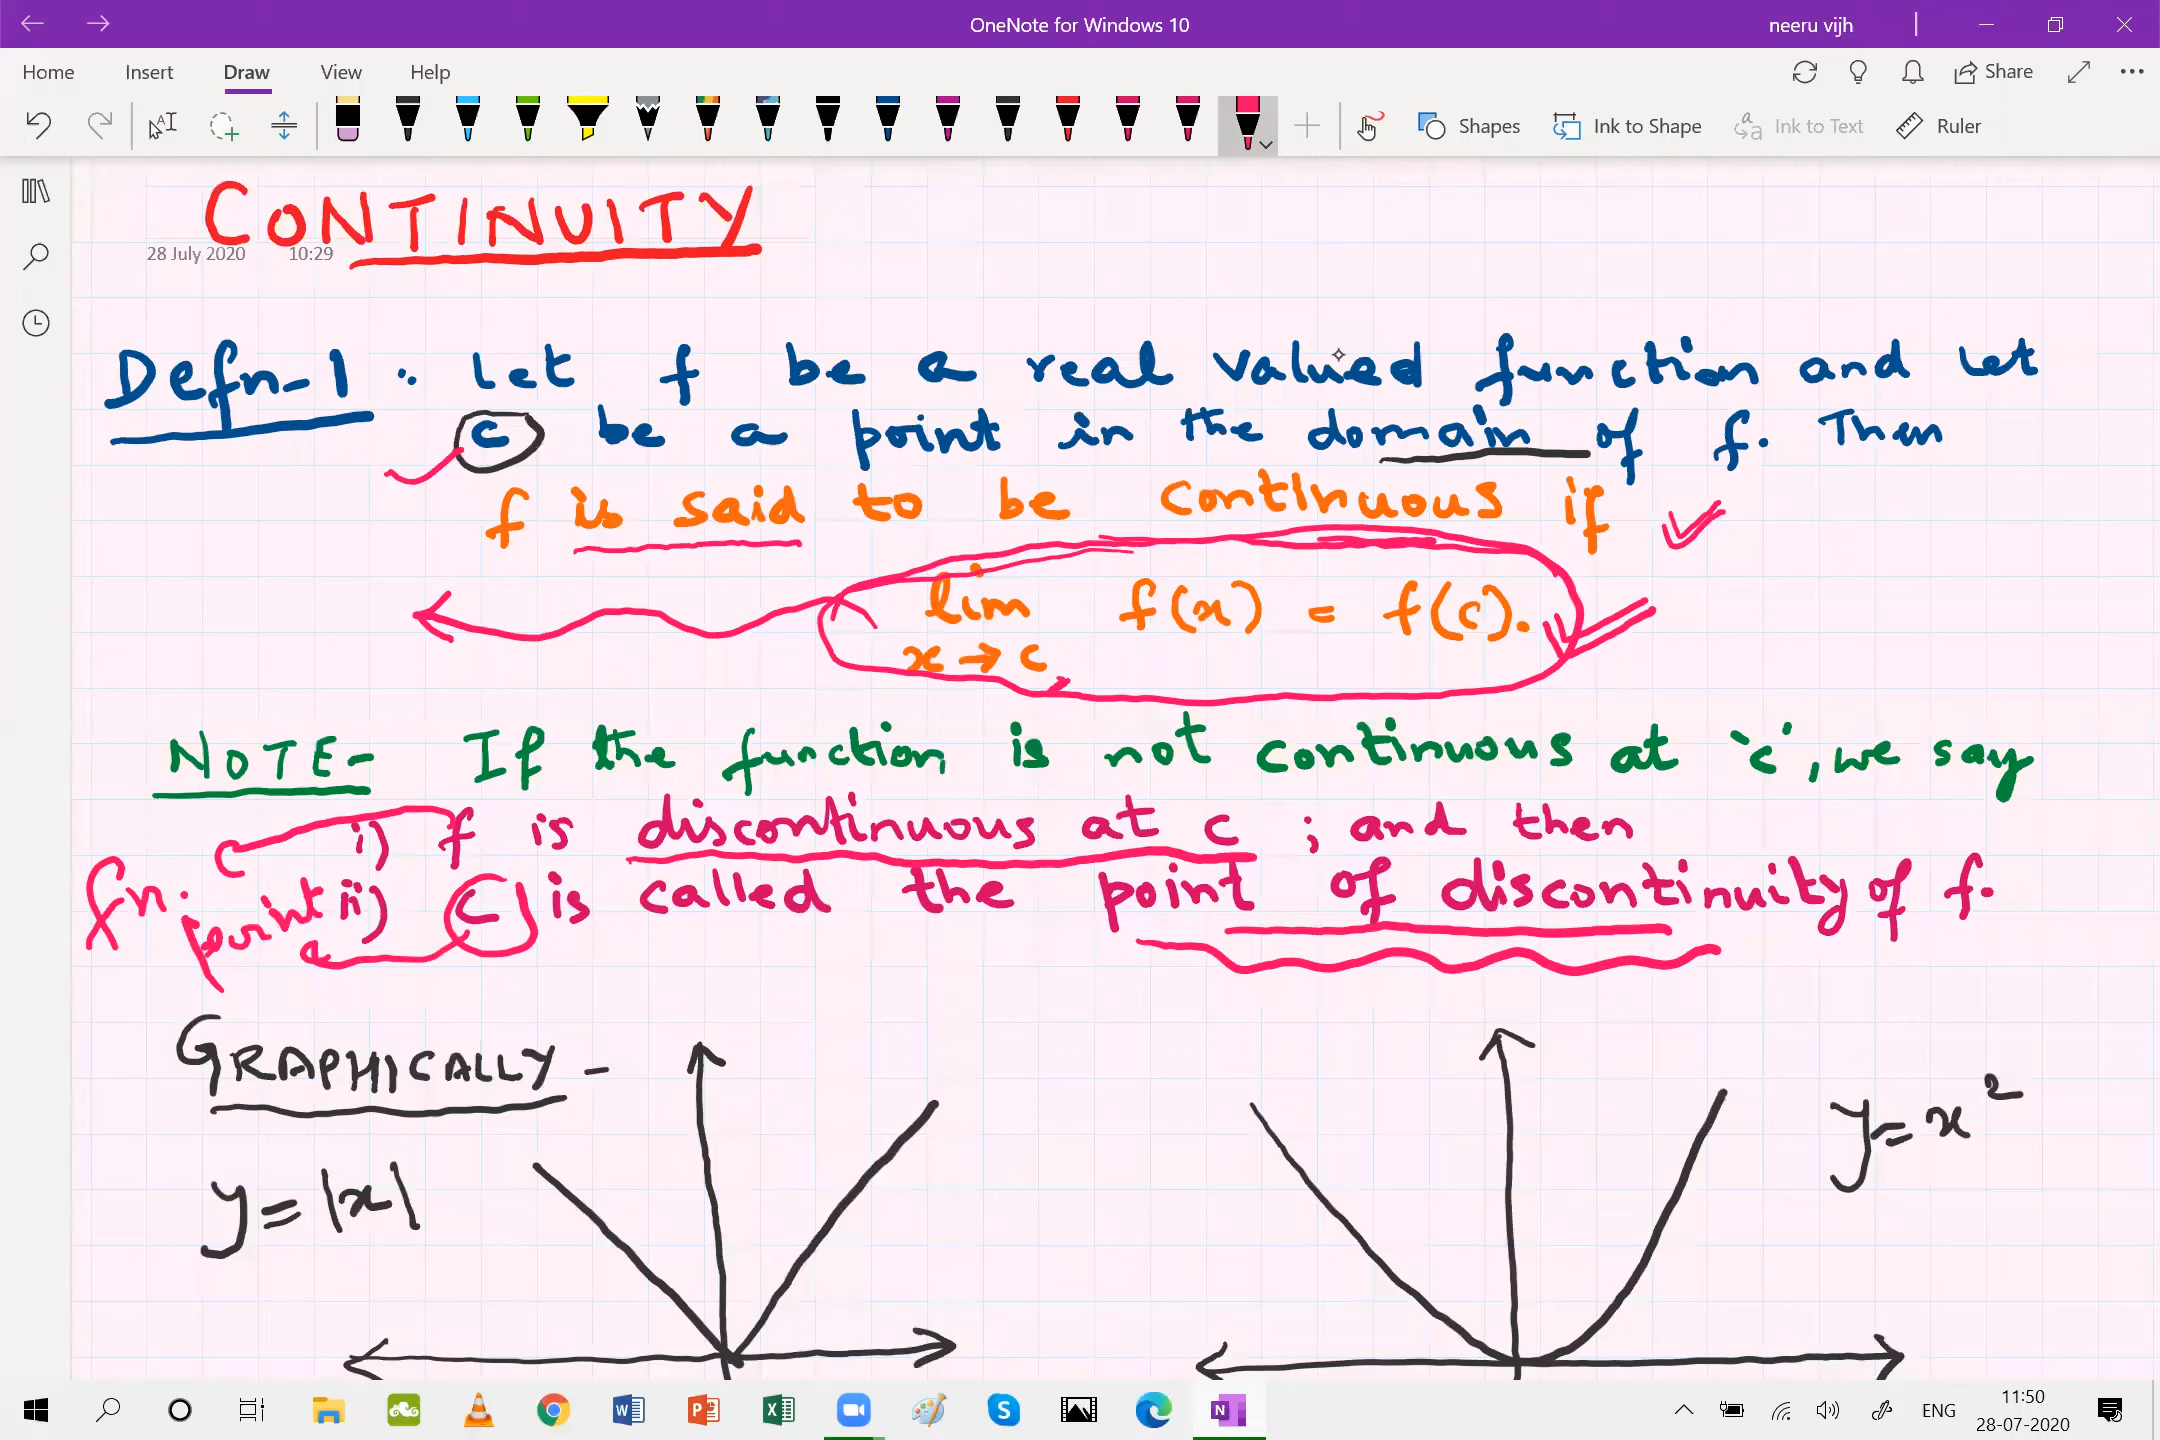 OneNote for Windows 10
neeru vijh
Home Insert Draw View Help
Share
Shapes Ink to Shape Ink to Text Ruler
CONTINUITY
28 July 2020 10:29
Defn-1 : Let f be a real valued function and let
c be a point in the domain of f. Then
f is said to be continuous if
lim f(x) = f(c).
x → c
NOTE- If the function is not continuous at 'c', we say
i) f is discontinuous at c ; and then
fn.
point ii) C is called the point of discontinuity of f.
GRAPHICALLY -
y = |x|
y = x²
ENG
11:50
28-07-2020